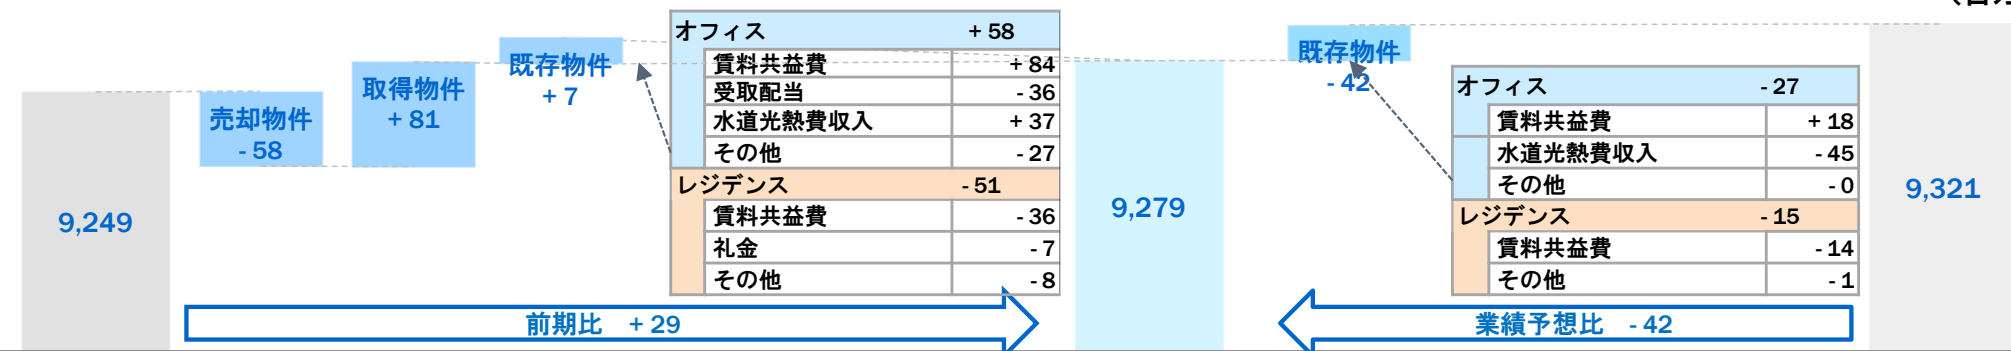 9,249
売却物件
- 58
取得物件
+ 81
既存物件
+ 7
オフィス + 58
賃料共益費 + 84
受取配当 - 36
水道光熱費収入 + 37
その他 - 27
レジデンス - 51
賃料共益費 - 36
礼金 - 7
その他 - 8
前期比 + 29
9,279
既存物件
- 42
オフィス - 27
賃料共益費 + 18
水道光熱費収入 - 45
その他 - 0
レジデンス - 15
賃料共益費 - 14
その他 - 1
業績予想比 - 42
9,321